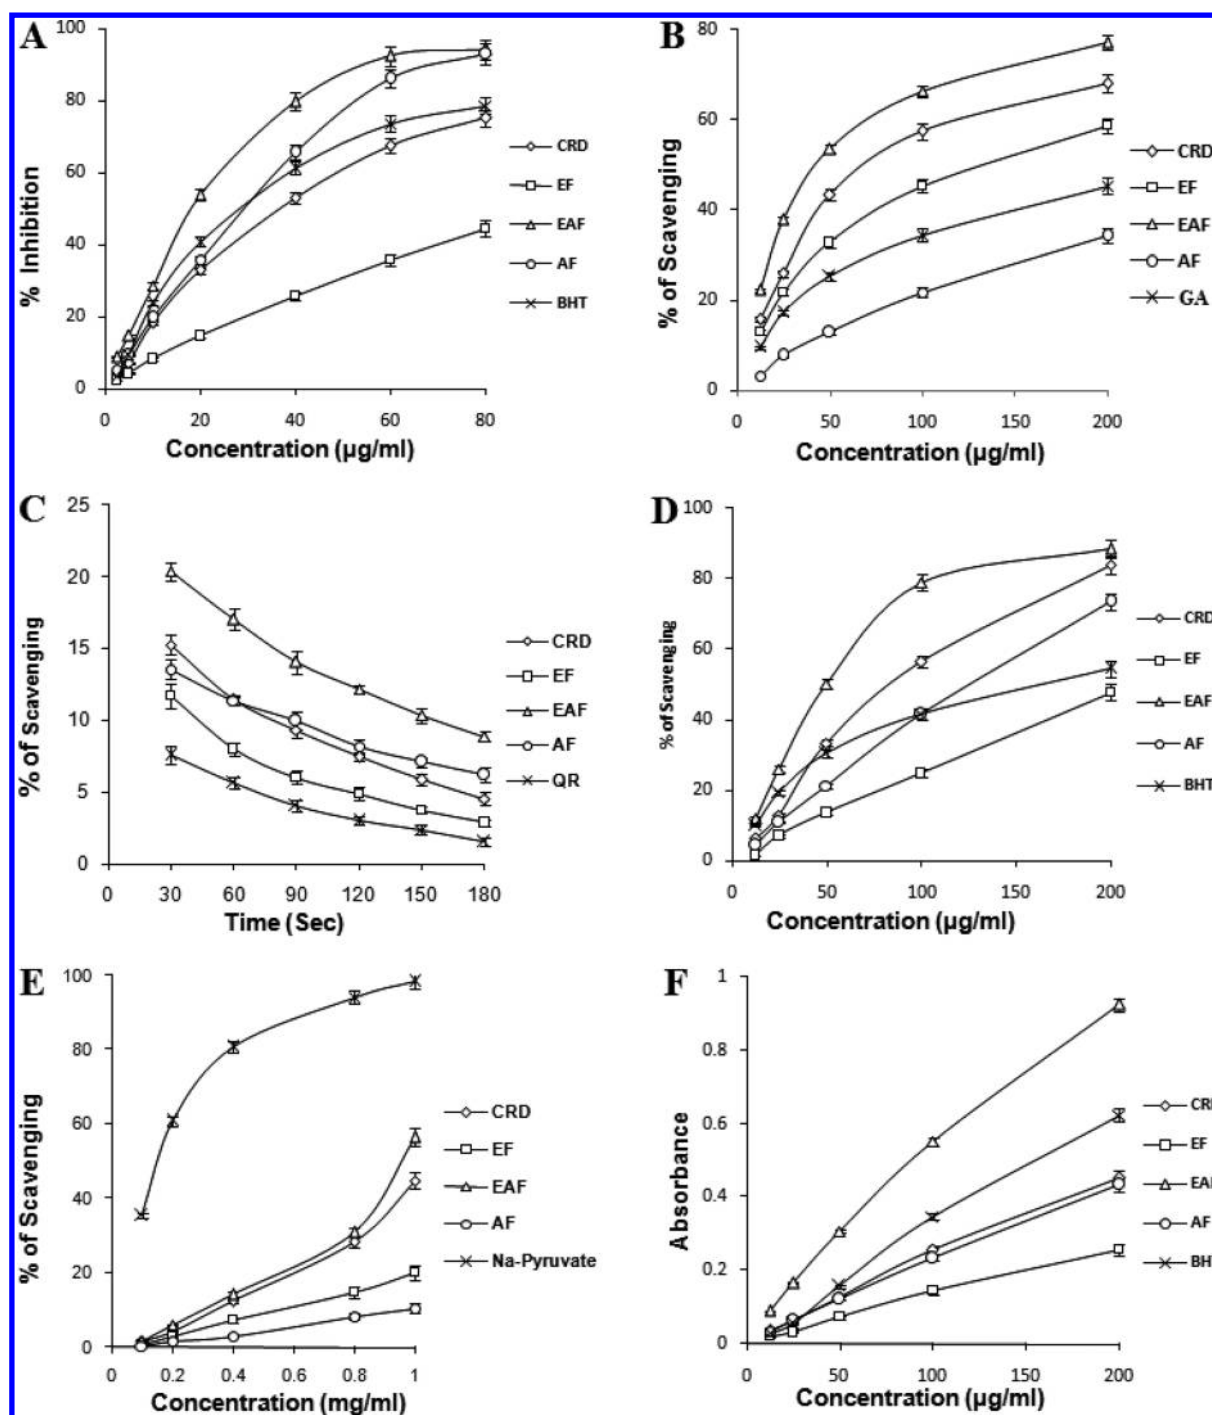 A
100
80
60
40
20
0
% Inhibition
0 20 40 60 80
Concentration (µg/ml)
CRD
EF
EAF
AF
BHT
B
80
60
40
20
0
% of Scavenging
0 50 100 150 200
Concentration (µg/ml)
CRD
EF
EAF
AF
GA
C
25
20
15
10
5
0
% of Scavenging
0 30 60 90 120 150 180
Time (Sec)
CRD
EF
EAF
AF
QR
D
100
80
60
40
20
0
% of Scavenging
0 50 100 150 200
Concentration (µg/ml)
CRD
EF
EAF
AF
BHT
E
100
80
60
40
20
0
% of Scavenging
0 0.2 0.4 0.6 0.8 1
Concentration (mg/ml)
CRD
EF
EAF
AF
Na-Pyruvate
F
1
0.8
0.6
0.4
0.2
0
Absorbance
0 50 100 150 200
Concentration (µg/ml)
EF
AF